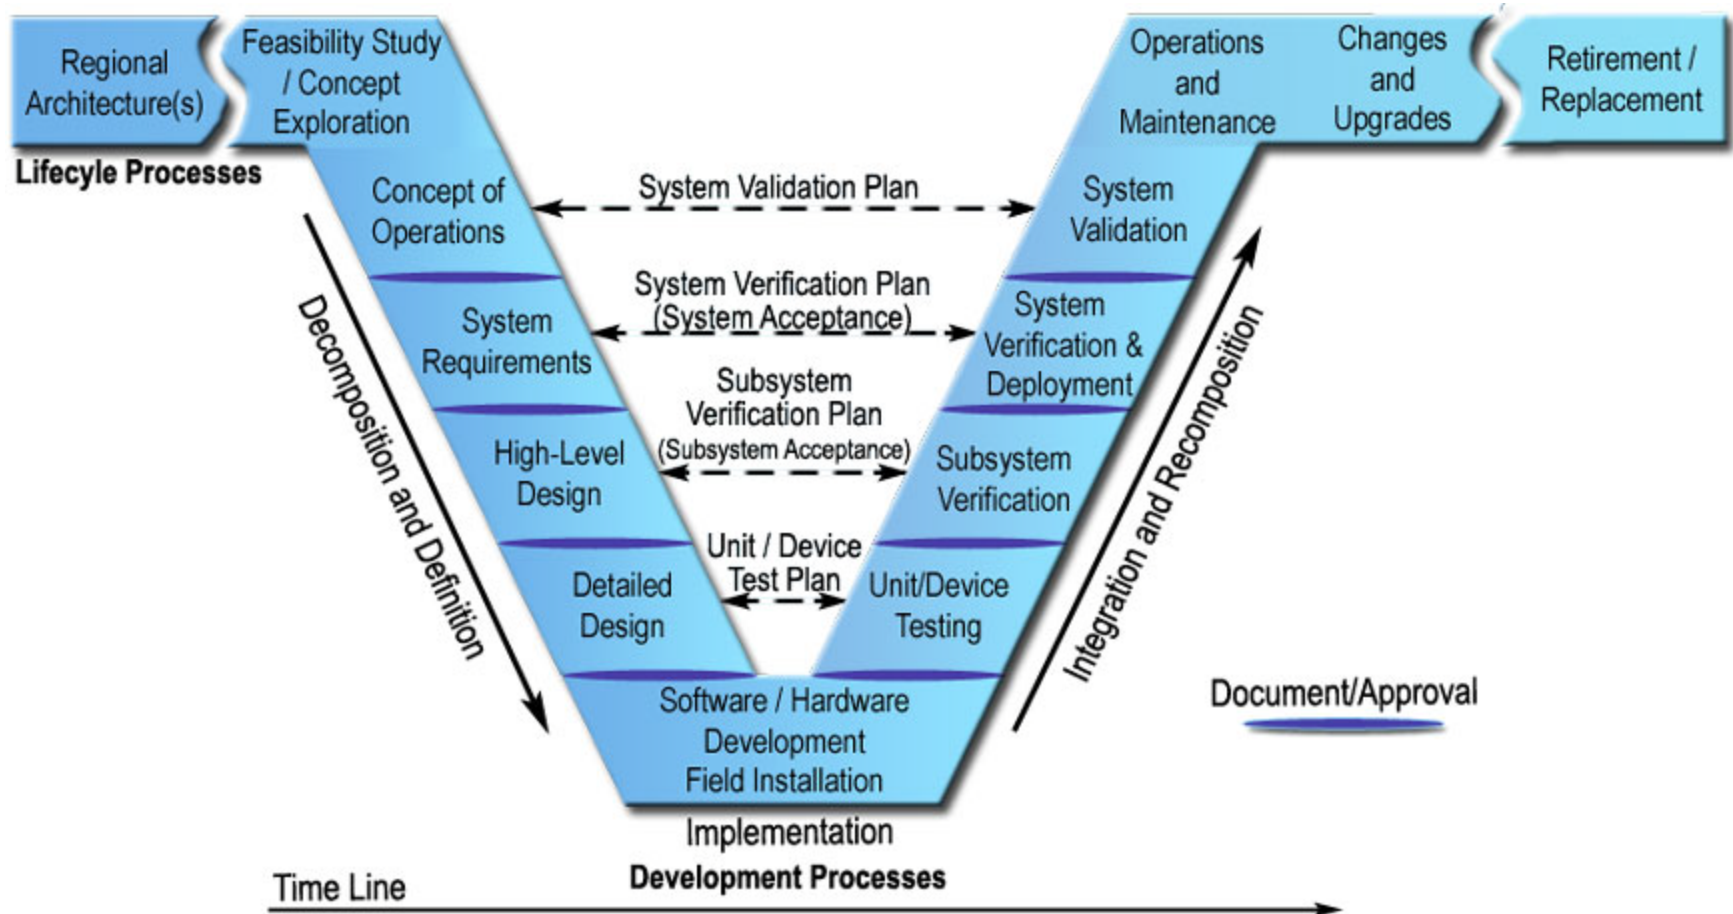 Regional
Architecture(s)
Feasibility Study
/ Concept
Exploration
Operations
and
Maintenance
Changes
and
Upgrades
Retirement /
Replacement
Lifecyle Processes
Concept of
Operations
System Validation Plan
System
Validation
System
Requirements
System Verification Plan
(System Acceptance)
System
Verification &
Deployment
High-Level
Design
Subsystem
Verification Plan
(Subsystem Acceptance)
Subsystem
Verification
Detailed
Design
Unit / Device
Test Plan
Unit/Device
Testing
Decomposition and Definition
Integration and Recomposition
Software / Hardware
Development
Field Installation
Document/Approval
Implementation
Development Processes
Time Line